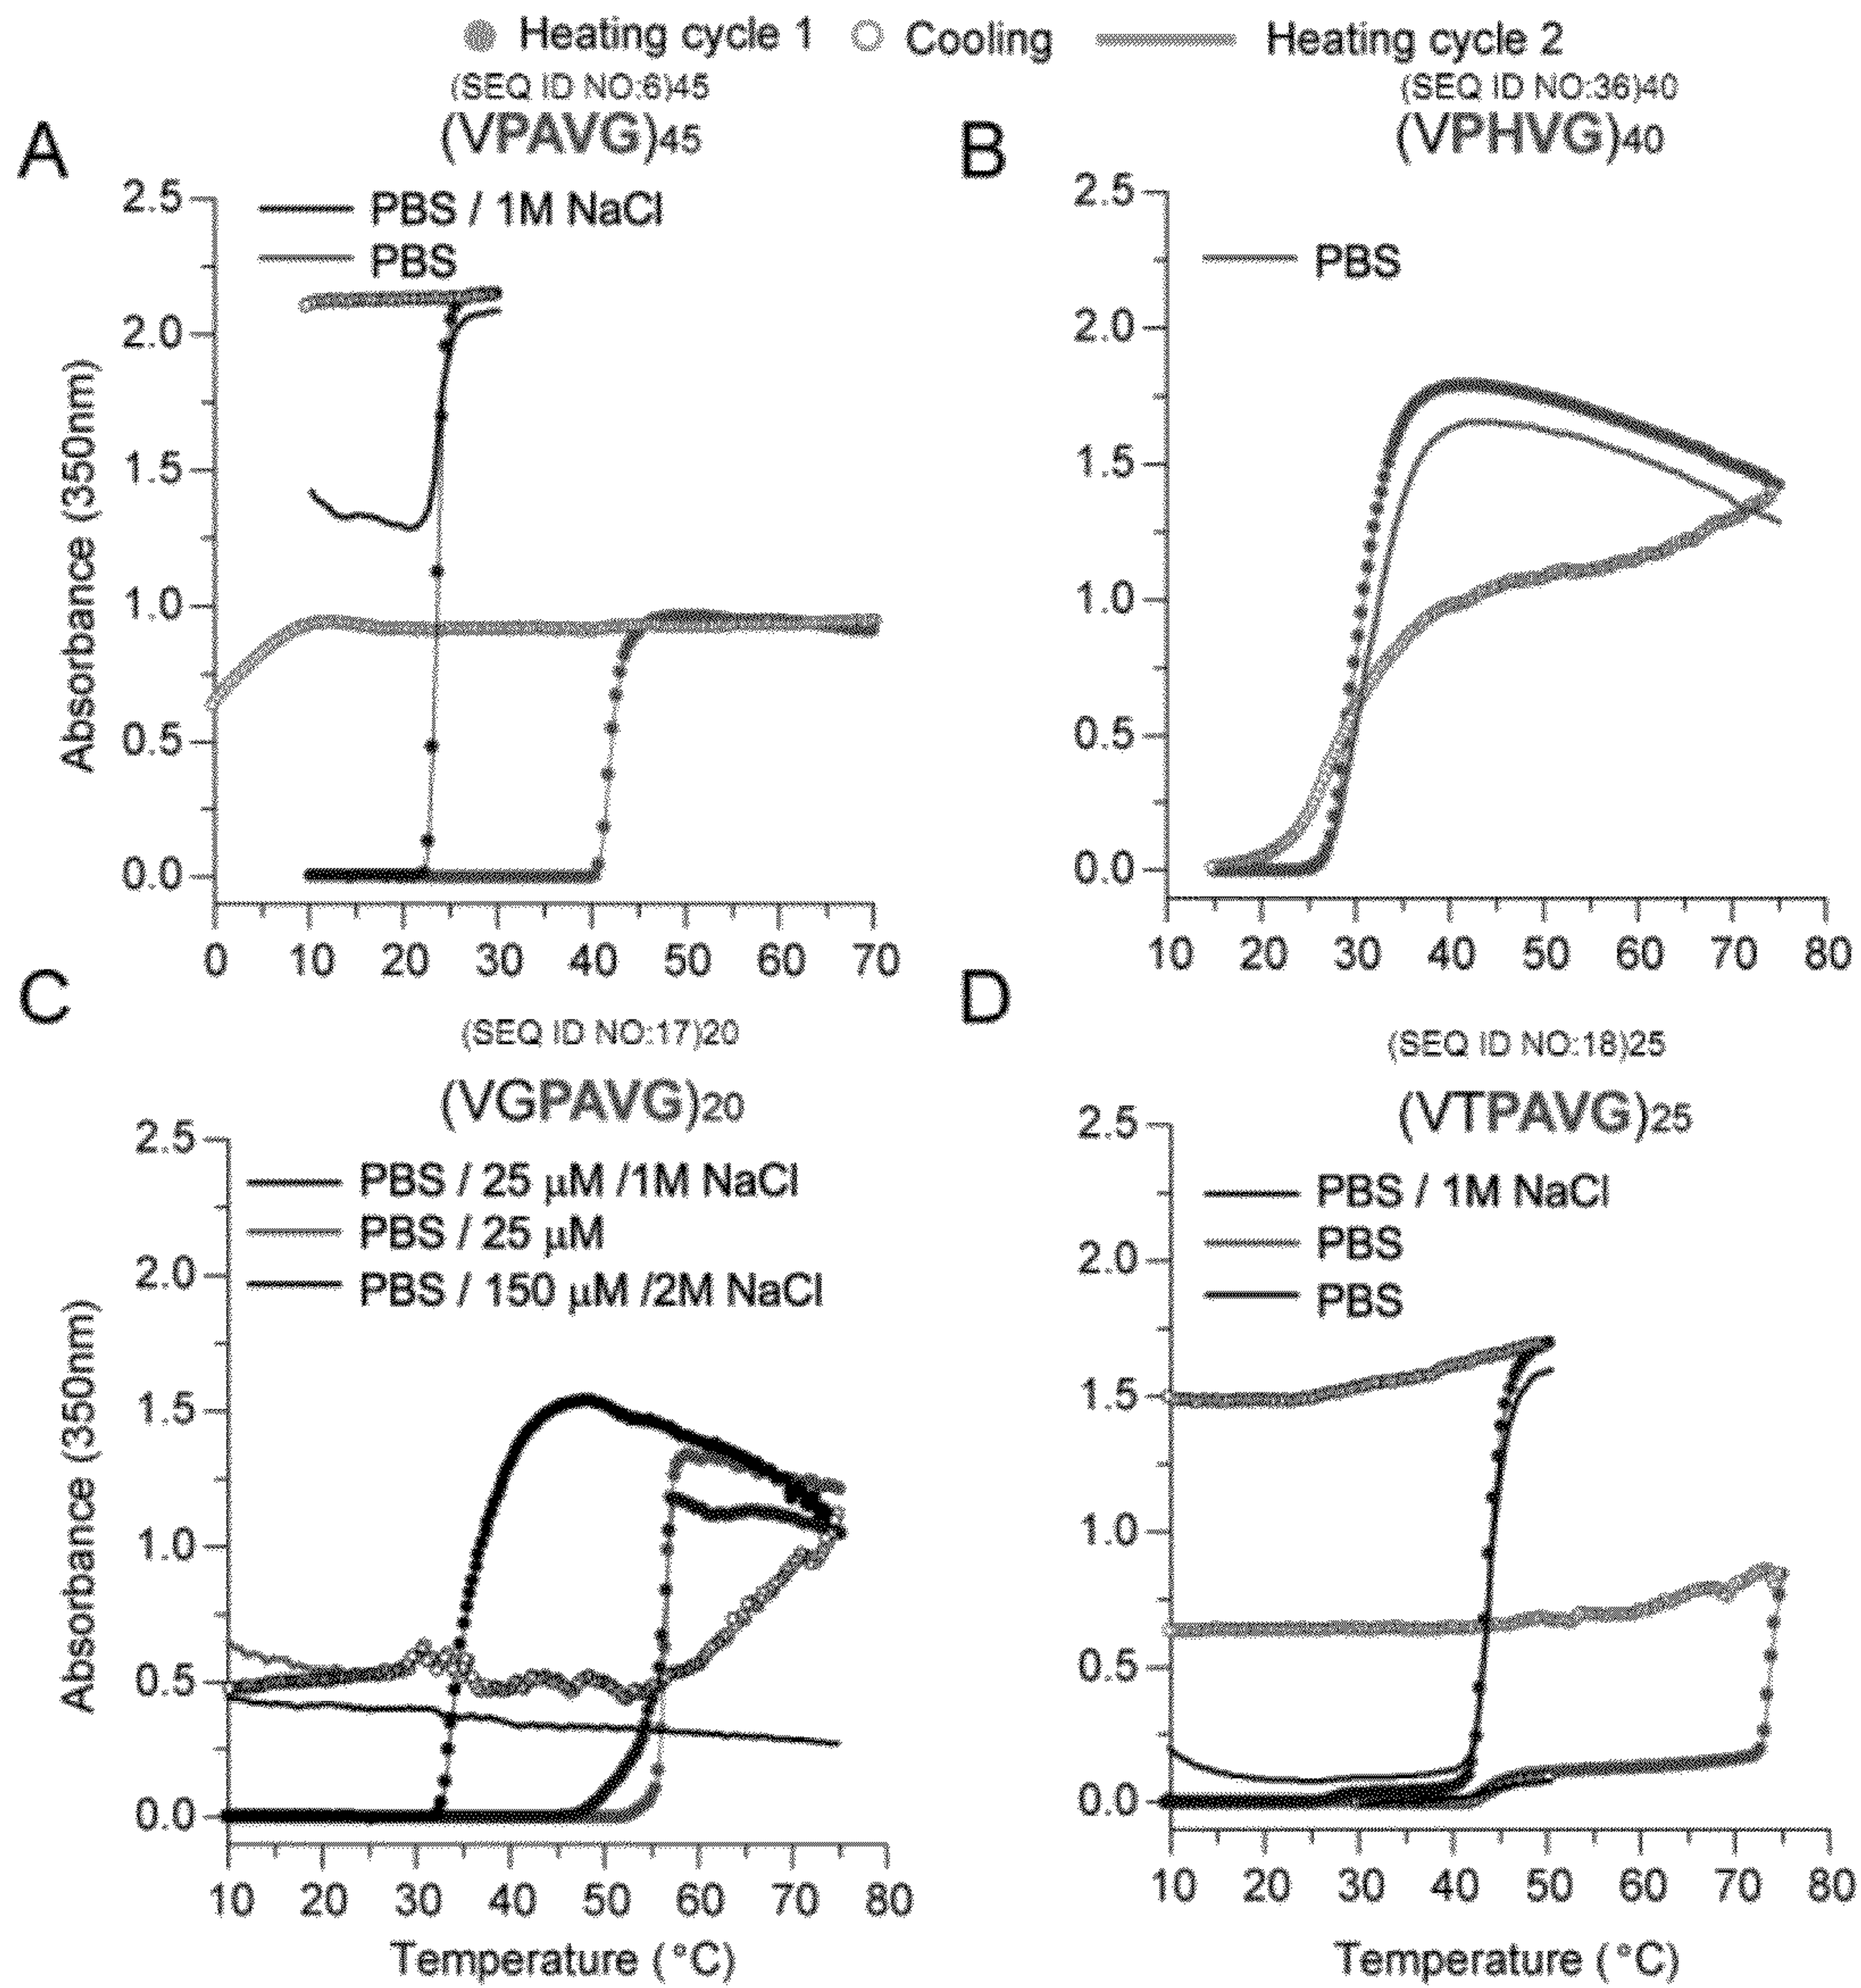 Heating cycle 1 Cooling Heating cycle 2
(SEQ ID NO:6)45
(VPAVG)45
A
2.5
2.0
1.5
1.0
0.5
0.0
Absorbance (350nm)
PBS / 1M NaCl
PBS
0 10 20 30 40 50 60 70
(SEQ ID NO:36)40
(VPHVG)40
B
2.5
2.0
1.5
1.0
0.5
0.0
PBS
10 20 30 40 50 60 70 80
C
(SEQ ID NO:17)20
(VGPAVG)20
2.5
2.0
1.5
1.0
0.5
0.0
Absorbance (350nm)
PBS / 25 μM /1M NaCl
PBS / 25 μM
PBS / 150 μM /2M NaCl
10 20 30 40 50 60 70 80
Temperature (°C)
D
(SEQ ID NO:18)25
(VTPAVG)25
2.5
2.0
1.5
1.0
0.5
0.0
PBS / 1M NaCl
PBS
PBS
10 20 30 40 50 60 70 80
Temperature (°C)